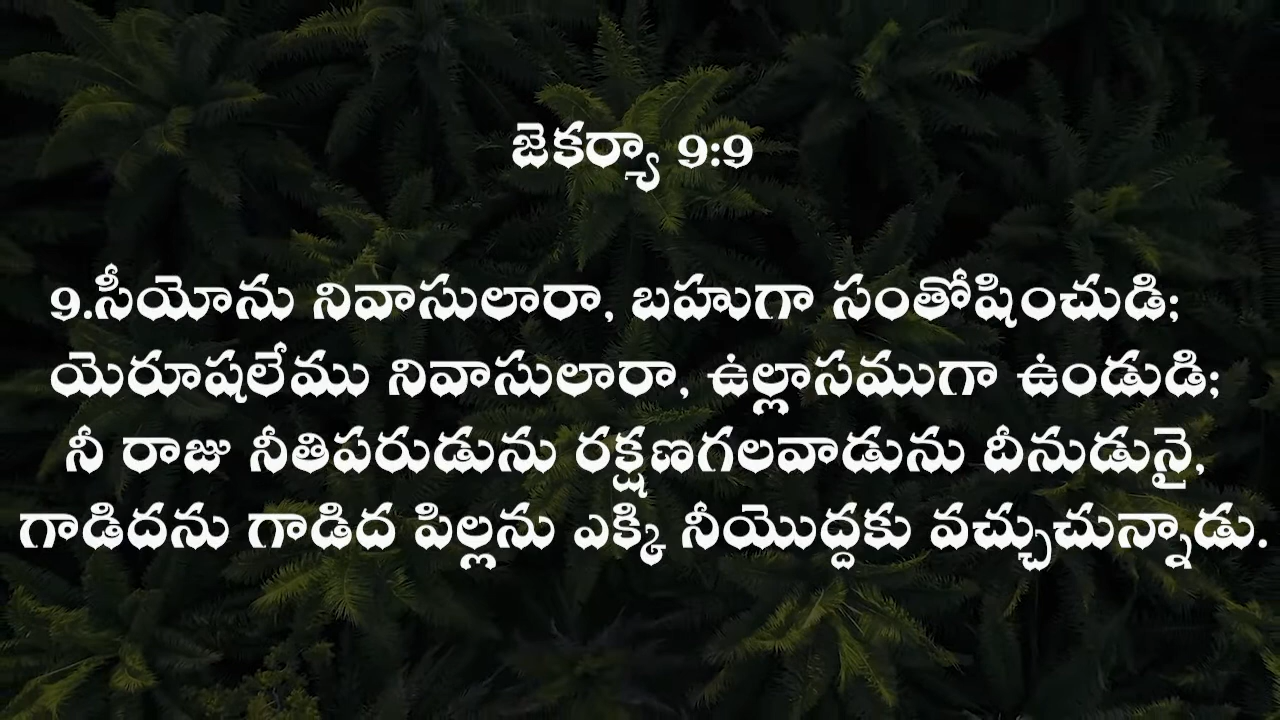 జెకర్యా 9:9
9.సీయోను నివాసులారా, బహుగా సంతోషించుడి;
యెరూషలేము నివాసులారా, ఉల్లాసముగా ఉండుడి;
నీ రాజు నీతిపరుడును రక్షణగలవాడును దీనుడునై,
గాడిదను గాడిద పిల్లను ఎక్కి నీయొద్దకు వచ్చుచున్నాడు.